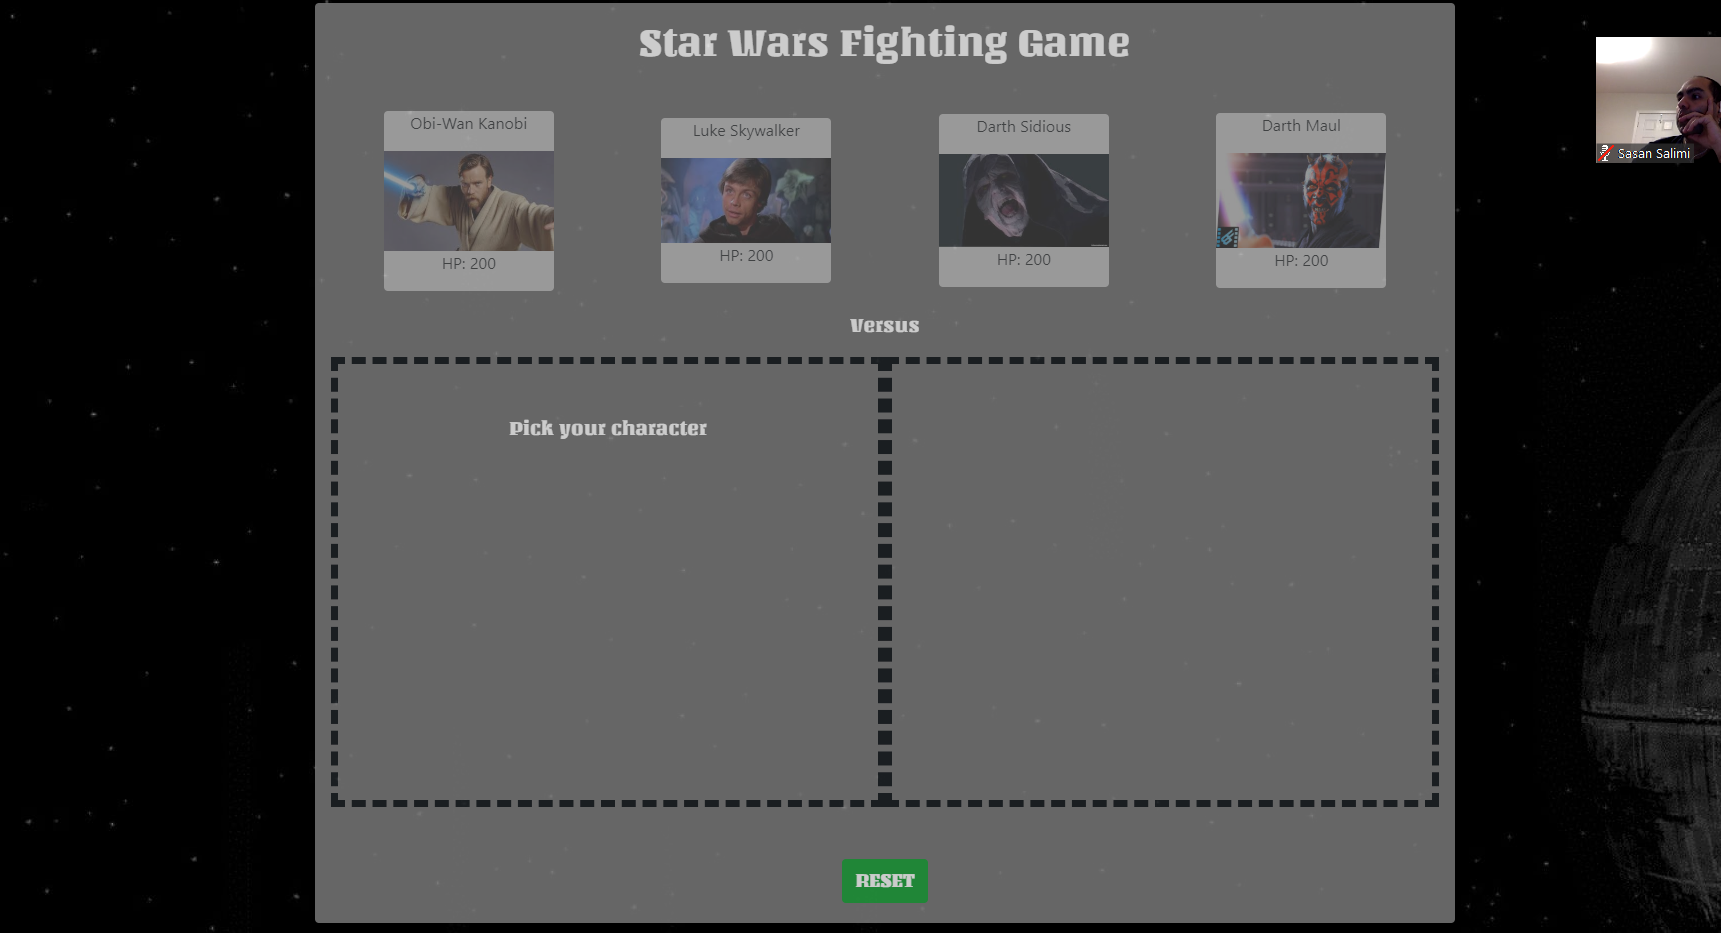 Star Wars Fighting Game
Obi-Wan Kanobi
Luke Skywalker
Darth Sidious
Darth Maul
HP: 200
HP: 200
HP: 200
HP: 200
Versus
Pick your character
RESET
Sasan Salimi